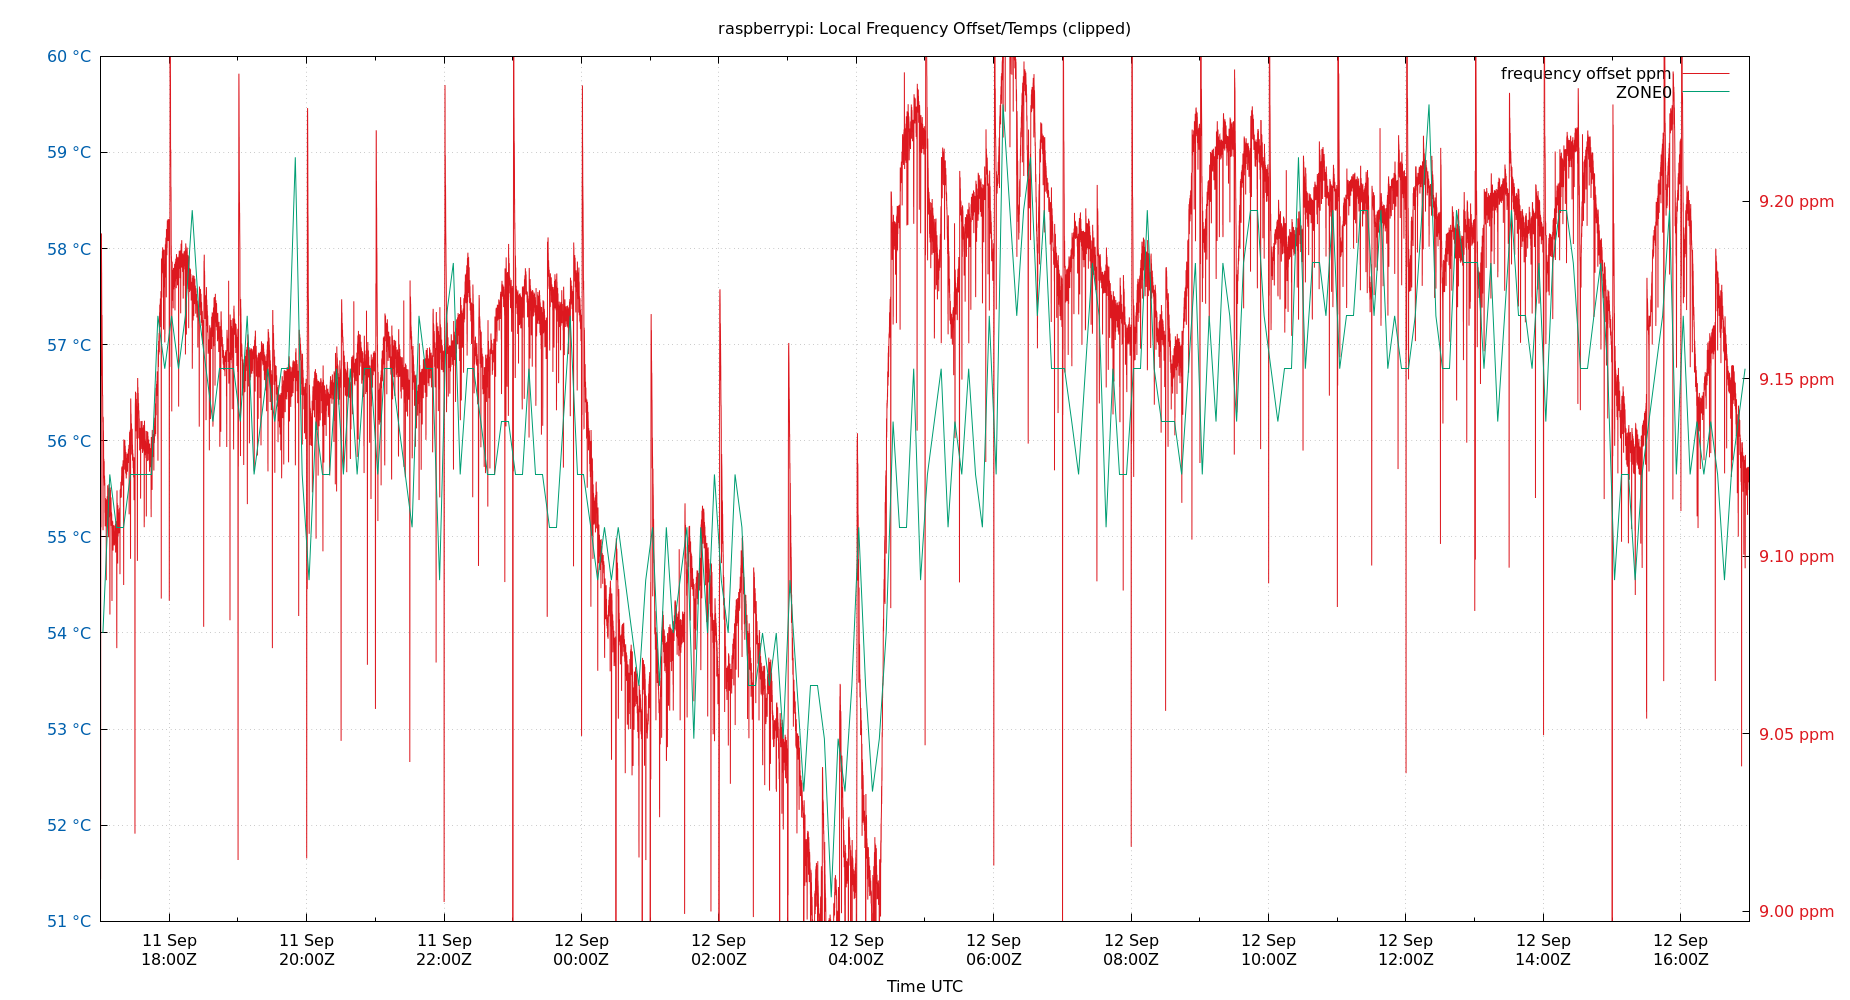 raspberrypi: Local Frequency Offset/Temps (clipped)
60 °C
59 °C
58 °C
57 °C
56 °C
55 °C
54 °C
53 °C
52 °C
51 °C
frequency offset ppm
ZONE0
9.20 ppm
9.15 ppm
9.10 ppm
9.05 ppm
9.00 ppm
11 Sep 11 Sep 11 Sep 12 Sep 12 Sep 12 Sep 12 Sep 12 Sep 12 Sep 12 Sep 12 Sep 12 Sep
18:00Z 20:00Z 22:00Z 00:00Z 02:00Z 04:00Z 06:00Z 08:00Z 10:00Z 12:00Z 14:00Z 16:00Z
Time UTC